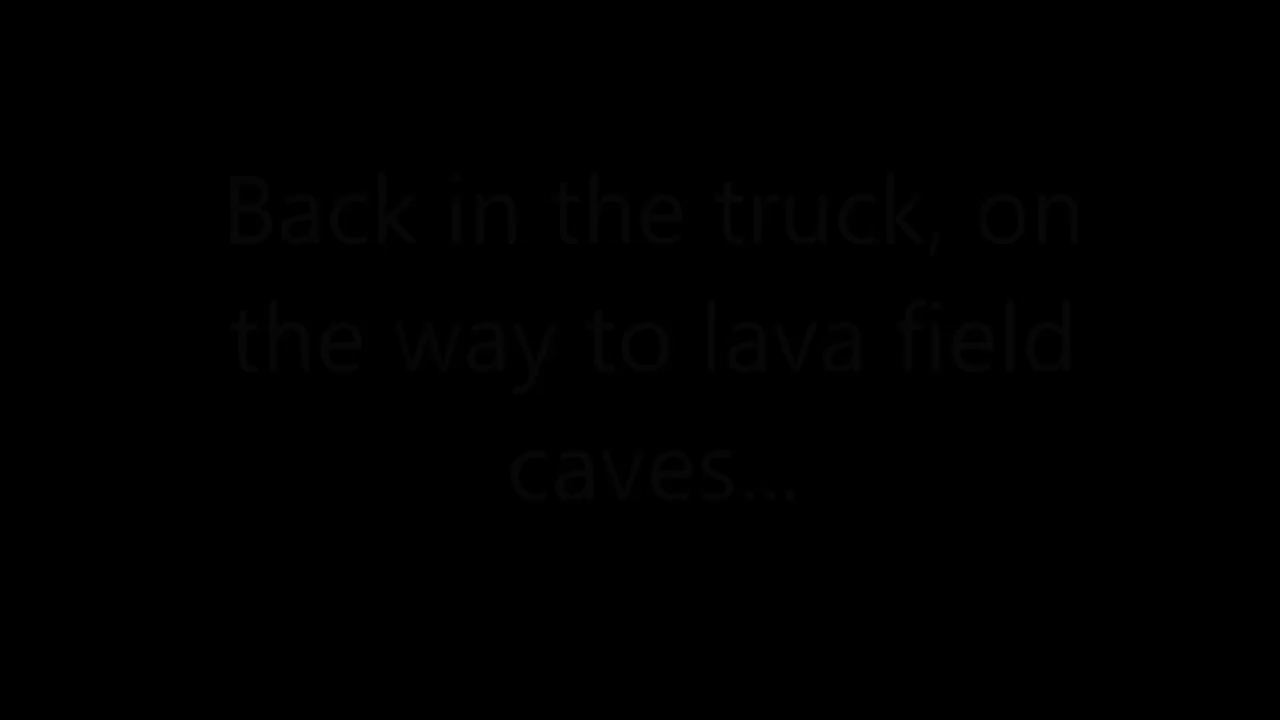 Back in the truck, on
the way to lava field
caves...